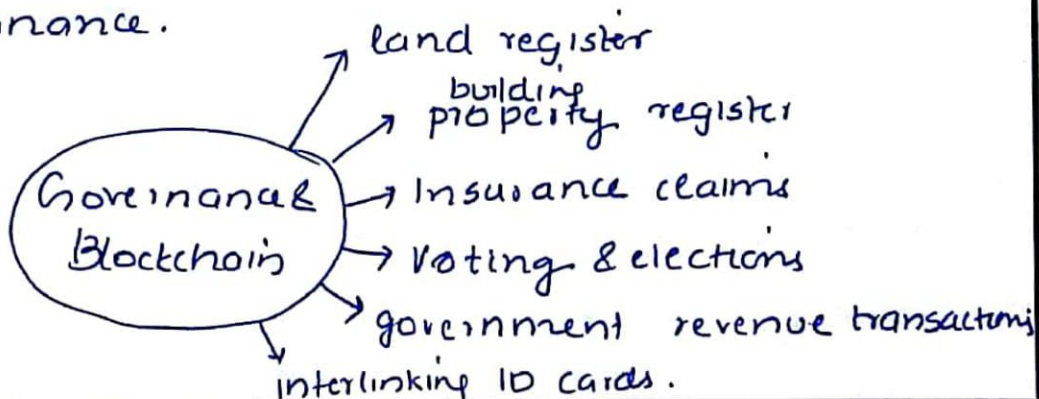 nance.
land register
building
property register
Insurance claims
Governance &
Blockchain
Voting & elections
government revenue transactions
interlinking ID cards.